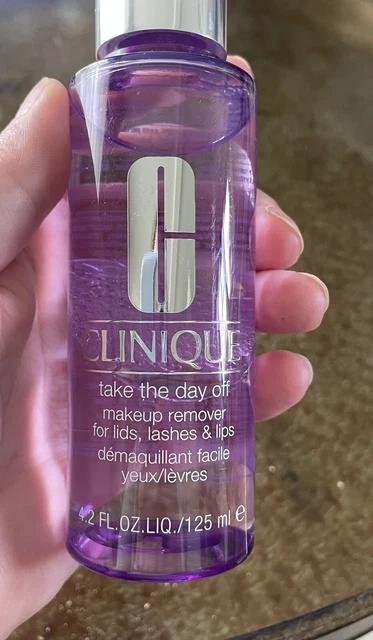 C
CLINIQUE
take the day off
makeup remover
for lids, lashes & lips
démaquillant facile
yeux/lèvres
4.2 FL.OZ.LIQ./125 ml e